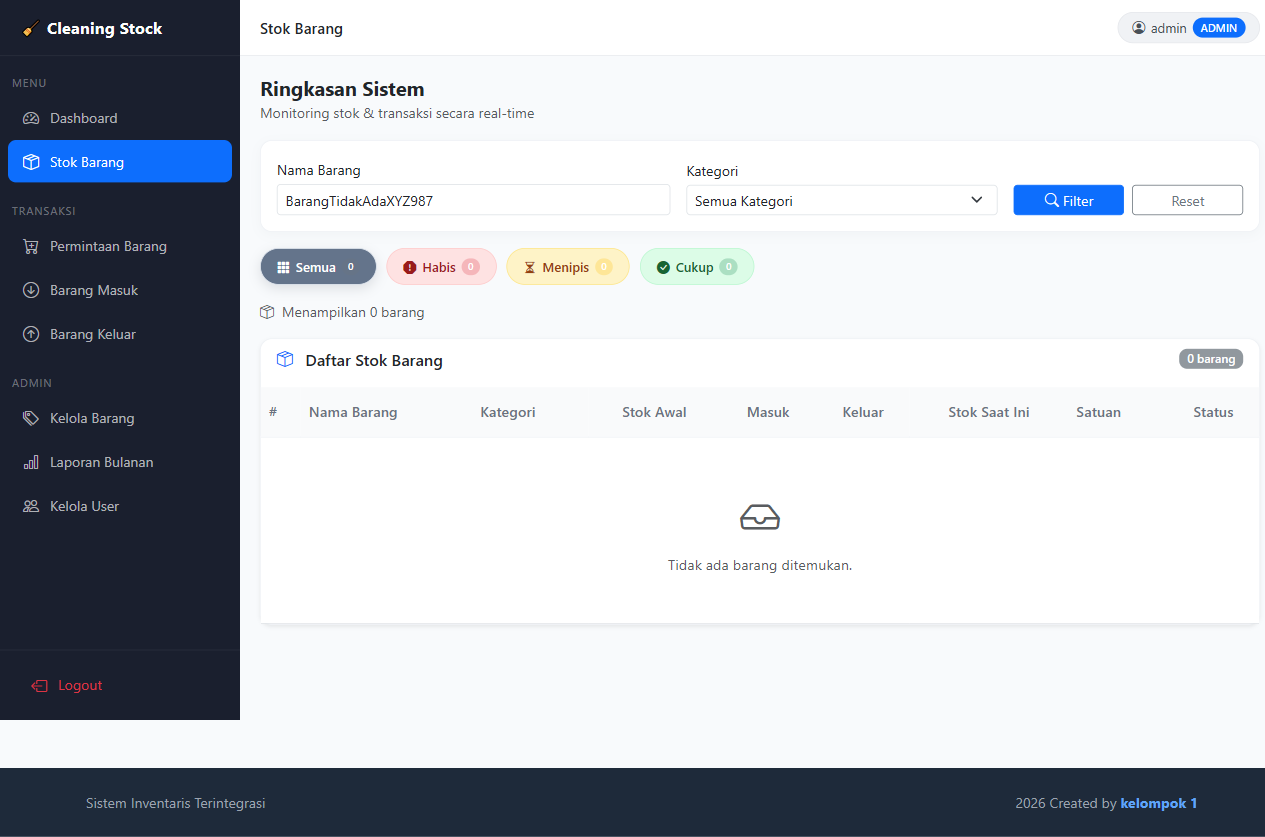 Cleaning Stock
Stok Barang
admin ADMIN
MENU
Dashboard
Stok Barang
TRANSAKSI
Permintaan Barang
Barang Masuk
Barang Keluar
ADMIN
Kelola Barang
Laporan Bulanan
Kelola User
Logout
Ringkasan Sistem
Monitoring stok & transaksi secara real-time
Nama Barang Kategori
BarangTidakAdaXYZ987 Semua Kategori Filter Reset
Semua 0 Habis 0 Menipis 0 Cukup 0
Menampilkan 0 barang
Daftar Stok Barang 0 barang
# Nama Barang Kategori Stok Awal Masuk Keluar Stok Saat Ini Satuan Status
Tidak ada barang ditemukan.
Sistem Inventaris Terintegrasi 2026 Created by kelompok 1